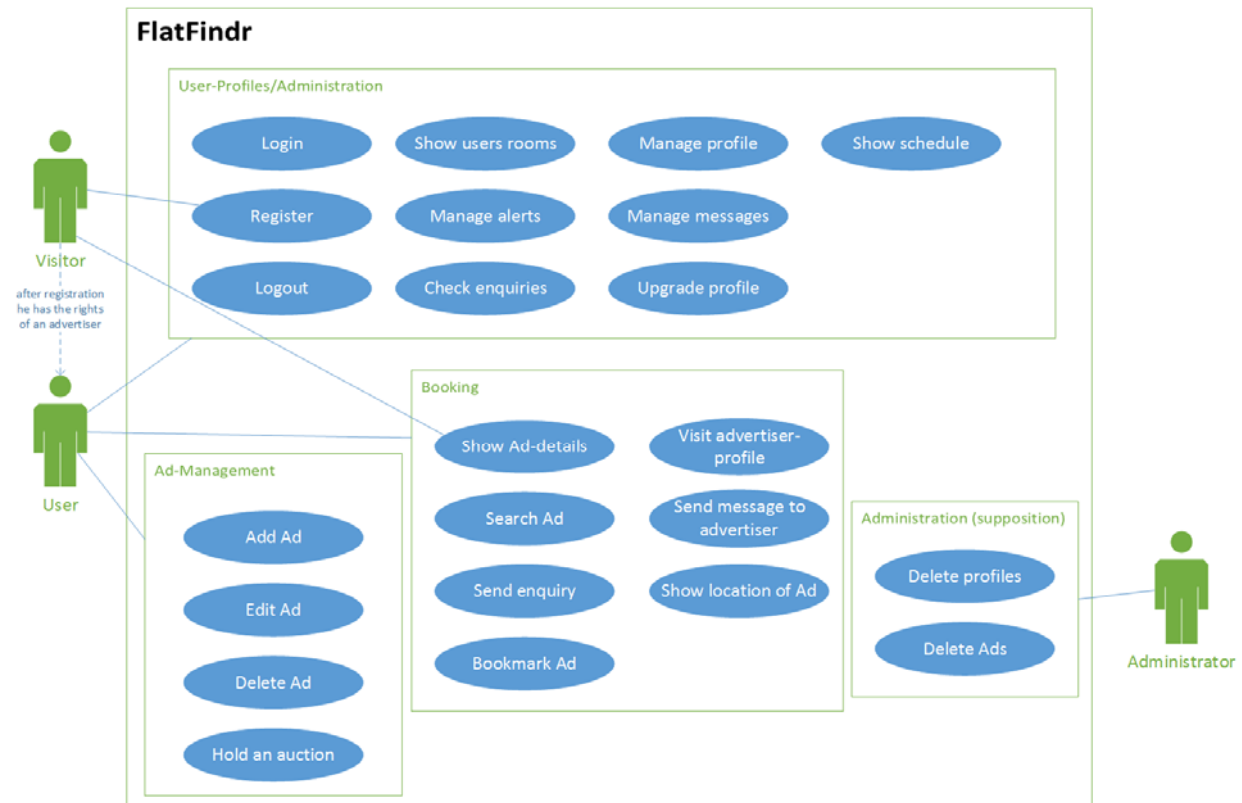 FlatFindr
User-Profiles/Administration
Login
Show users rooms
Manage profile
Show schedule
Register
Manage alerts
Manage messages
Logout
Check enquiries
Upgrade profile
Visitor
after registration
he has the rights
of an advertiser
User
Booking
Show Ad-details
Visit advertiser-
profile
Search Ad
Send message to
advertiser
Send enquiry
Show location of Ad
Bookmark Ad
Ad-Management
Add Ad
Edit Ad
Delete Ad
Hold an auction
Administration (supposition)
Delete profiles
Delete Ads
Administrator